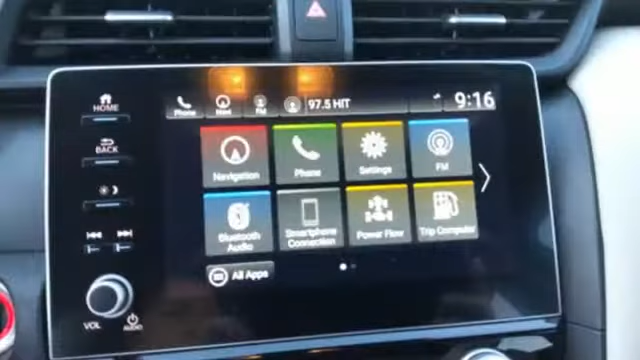 HOME
Phone
FM
97.5 HIT
9:16
BACK
Navigation
Phone
Settings
FM
Bluetooth
Audio
Smartphone
Connection
Power Flow
Trip Computer
All Apps
VOL
AUDIO